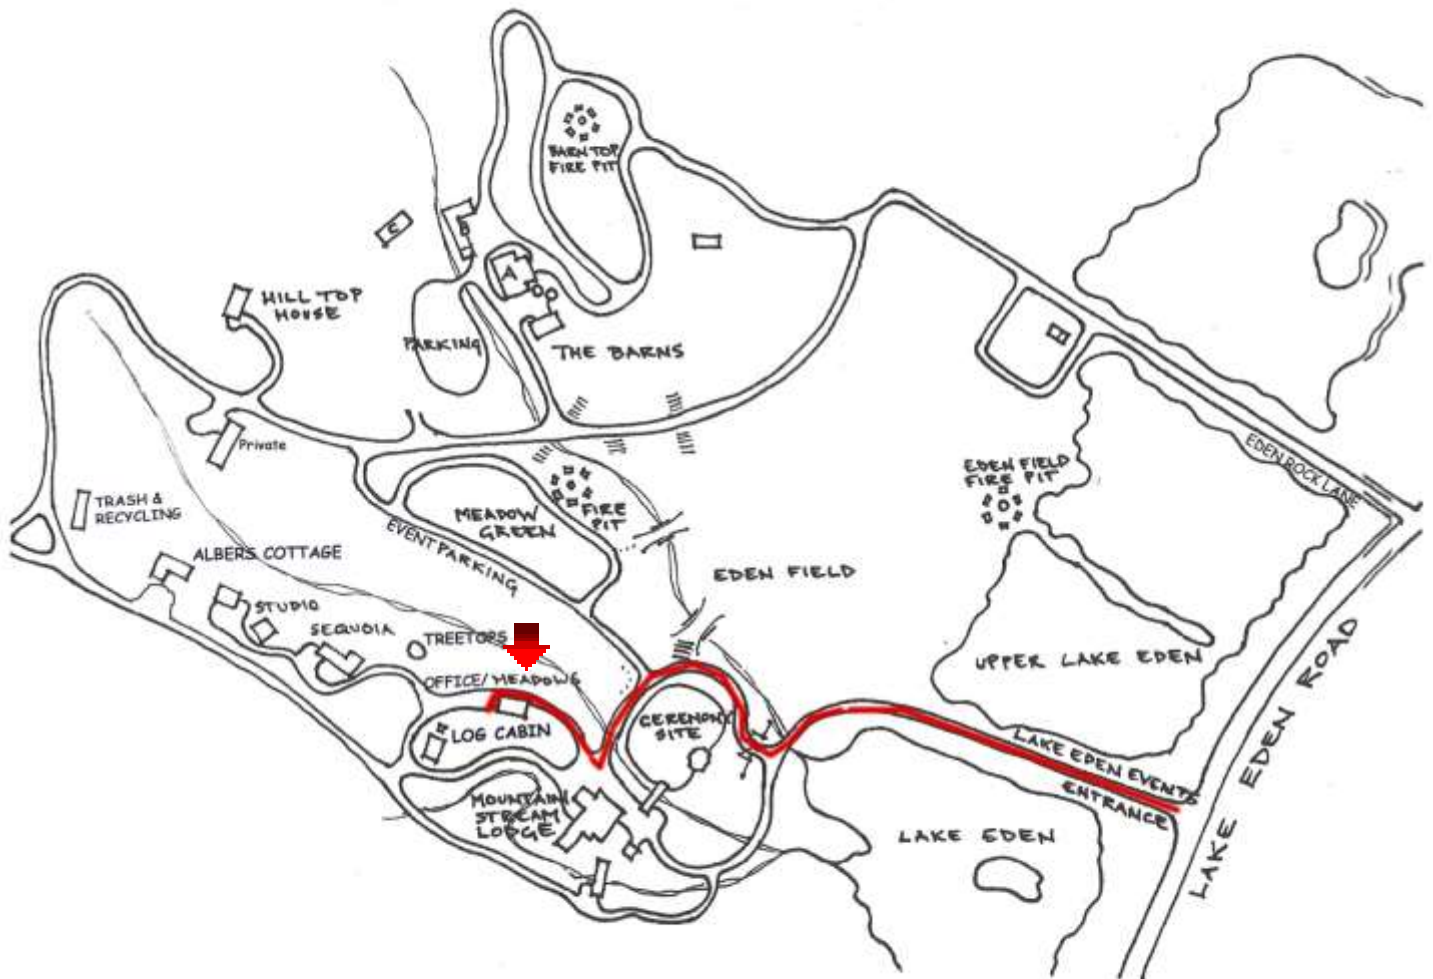 BARN TOP
FIRE PIT
C
B
A
HILL TOP
HOUSE
PARKING
THE BARNS
Private
EDEN ROCK LANE
EDEN FIELD
FIRE PIT
TRASH &
RECYCLING
MEADOW
GREEN
FIRE
PIT
EVENT PARKING
ALBERS COTTAGE
EDEN FIELD
STUDIO
SEQUOIA
TREETOPS
UPPER LAKE EDEN
OFFICE/MEADOWS
CEREMONY
SITE
LOG CABIN
LAKE EDEN EVENTS
ENTRANCE
LAKE EDEN ROAD
MOUNTAIN
STREAM
LODGE
LAKE EDEN